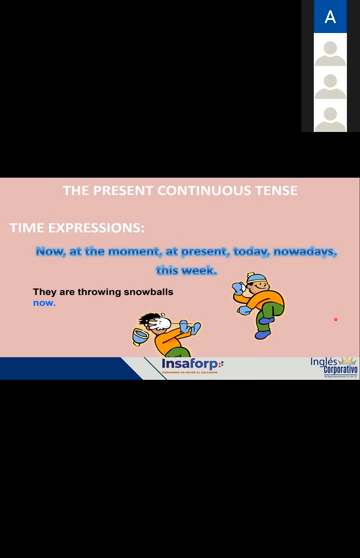 A
THE PRESENT CONTINUOUS TENSE
TIME EXPRESSIONS:
Now, at the moment, at present, today, nowadays,
this week.
They are throwing snowballs
now.
Insaforp
Inglés
Corporativo